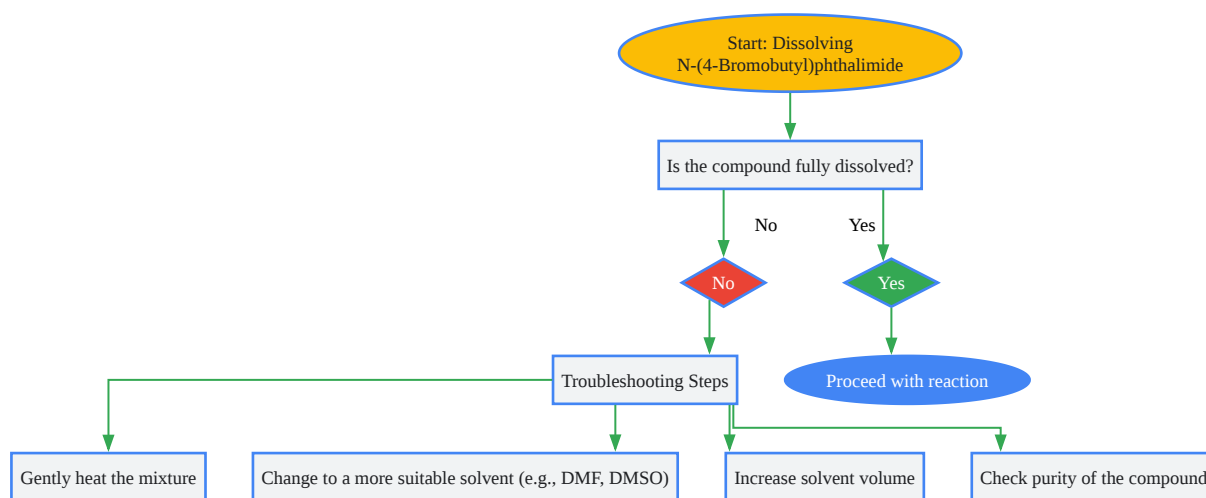 Start: Dissolving
N-(4-Bromobutyl)phthalimide
Is the compound fully dissolved?
No
Yes
No
Yes
Troubleshooting Steps
Proceed with reaction
Gently heat the mixture
Change to a more suitable solvent (e.g., DMF, DMSO)
Increase solvent volume
Check purity of the compound